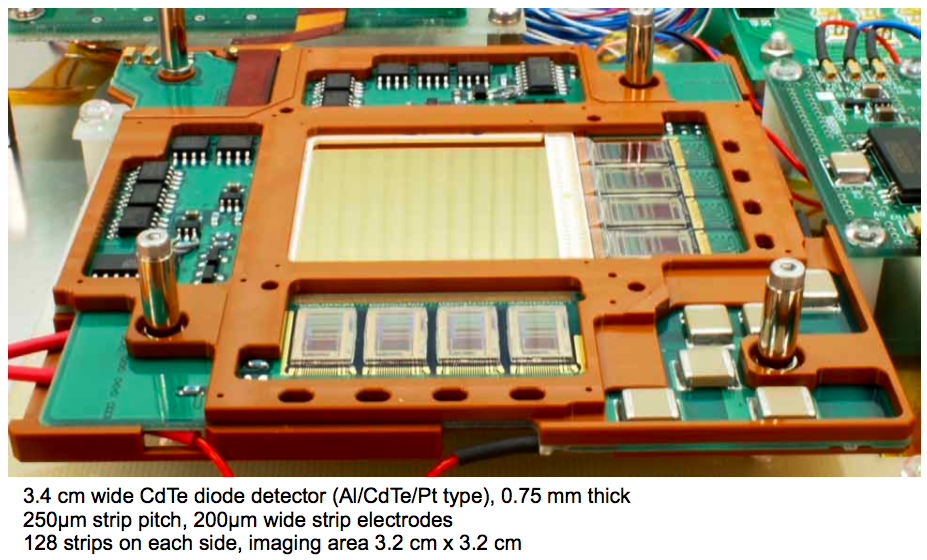 3.4 cm wide CdTe diode detector (Al/CdTe/Pt type), 0.75 mm thick
250μm strip pitch, 200μm wide strip electrodes
128 strips on each side, imaging area 3.2 cm x 3.2 cm